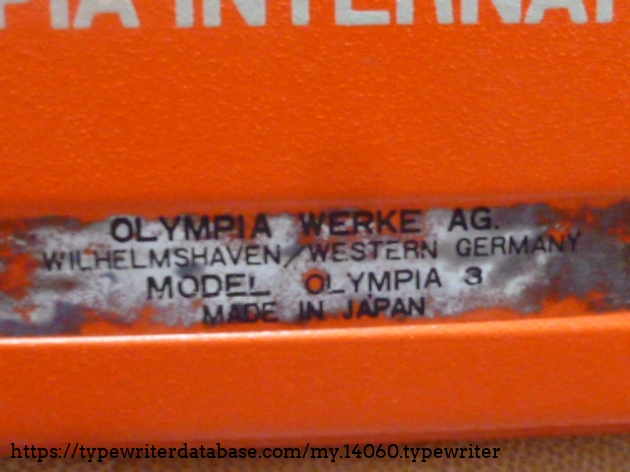 PIA INTERNA
OLYMPIA WERKE AG.
WILHELMSHAVEN/WESTERN GERMANY
MODEL OLYMPIA 3
MADE IN JAPAN
https://typewriterdatabase.com/my.14060.typewriter